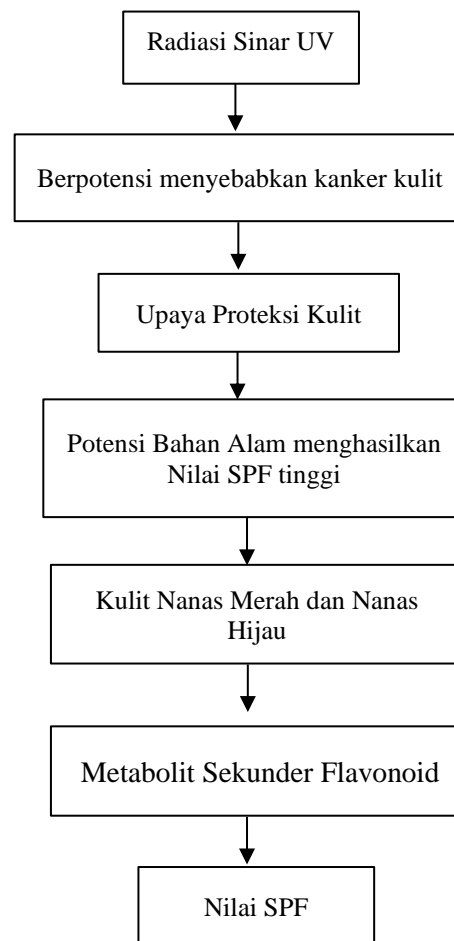 Radiasi Sinar UV
Berpotensi menyebabkan kanker kulit
Upaya Proteksi Kulit
Potensi Bahan Alam menghasilkan
Nilai SPF tinggi
Kulit Nanas Merah dan Nanas
Hijau
Metabolit Sekunder Flavonoid
Nilai SPF